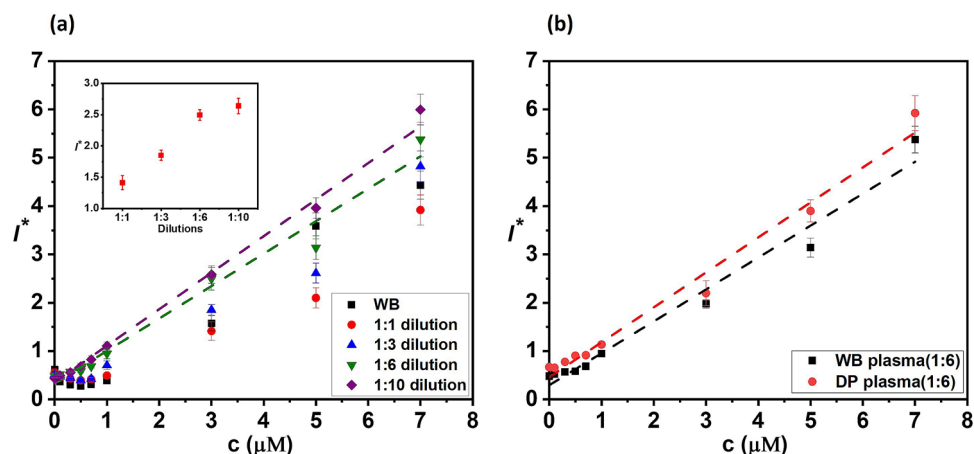 (a)
7
6
5
4
3
2
1
0
I*
3.0
2.5
2.0
1.5
1.0
I*
1:1 1:3 1:6 1:10
Dilutions
WB
1:1 dilution
1:3 dilution
1:6 dilution
1:10 dilution
0 1 2 3 4 5 6 7 8
c (μM)
(b)
7
6
5
4
3
2
1
0
I*
WB plasma(1:6)
DP plasma(1:6)
0 1 2 3 4 5 6 7 8
c (μM)